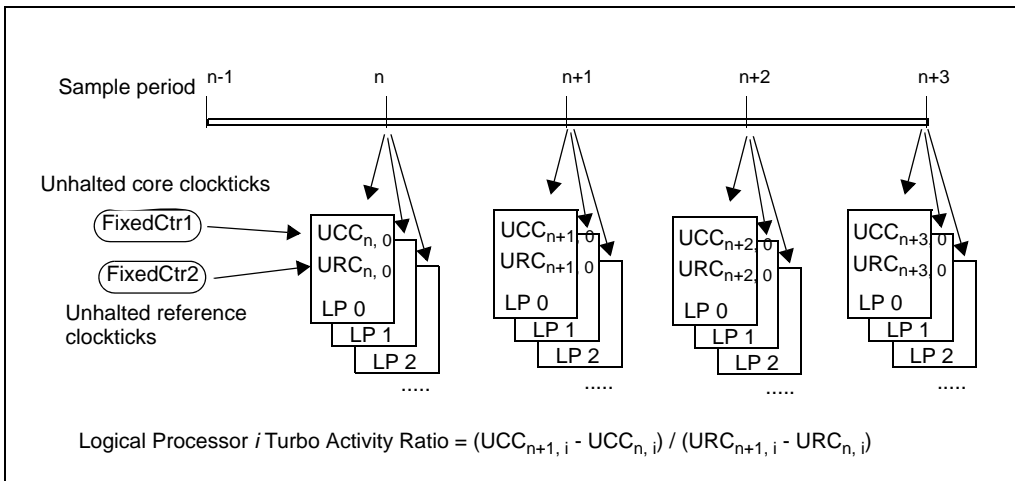 Sample period n-1 n n+1 n+2 n+3
Unhalted core clockticks
FixedCtr1
FixedCtr2
Unhalted reference
clockticks
UCCn, 0
URCn, 0
LP 0
LP 1
LP 2
.....
UCCn+1, 0
URCn+1, 0
LP 0
LP 1
LP 2
.....
UCCn+2, 0
URCn+2, 0
LP 0
LP 1
LP 2
.....
UCCn+3, 0
URCn+3, 0
LP 0
LP 1
LP 2
.....
Logical Processor i Turbo Activity Ratio = (UCCn+1, i - UCCn, i) / (URCn+1, i - URCn, i)